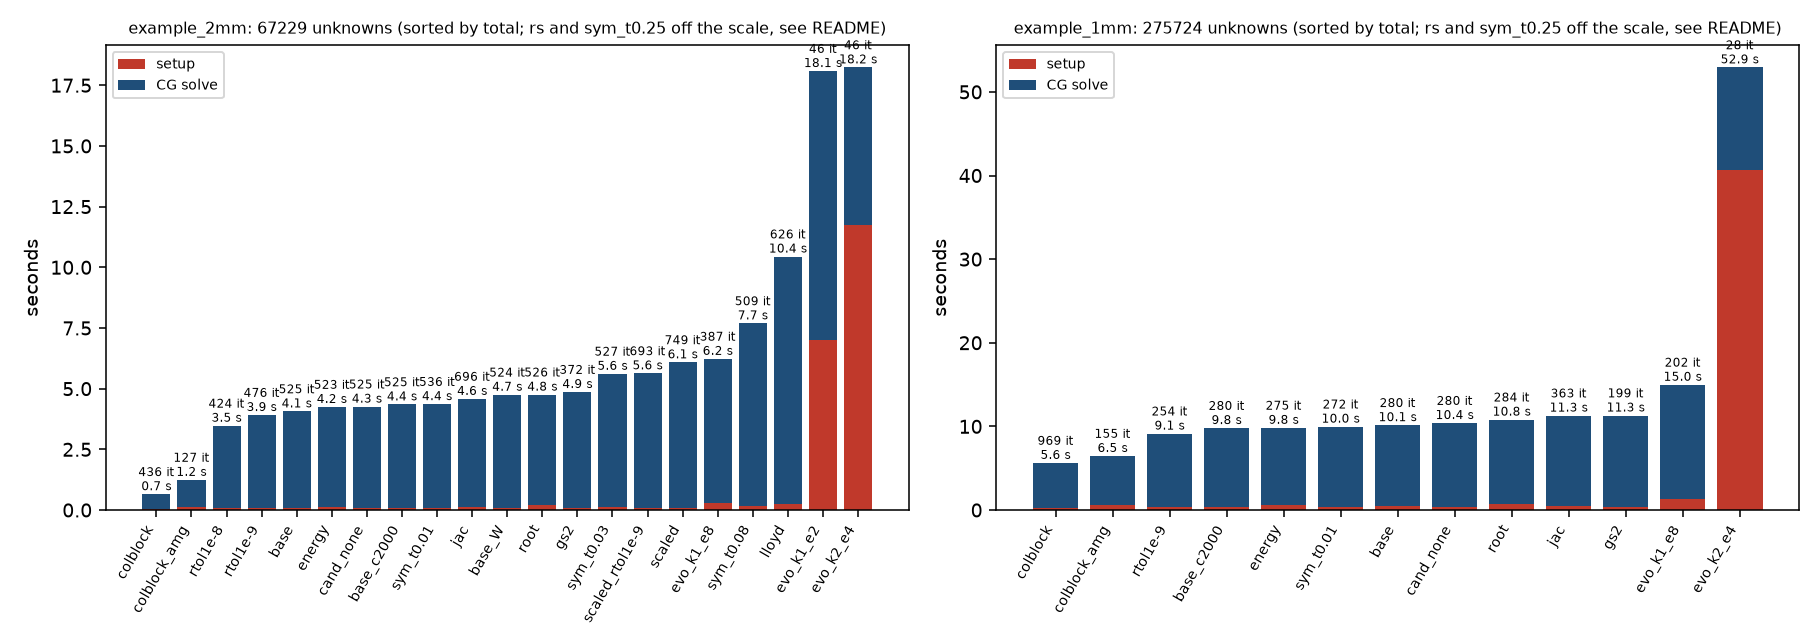 example_2mm: 67229 unknowns (sorted by total; rs and sym_t0.25 off the scale, see README)
setup
CG solve
seconds
17.5
15.0
12.5
10.0
7.5
5.0
2.5
0.0
436 it
0.7 s
127 it
1.2 s
424 it
3.5 s
476 it
3.9 s
525 it
4.1 s
523 it
4.2 s
525 it
4.3 s
525 it
4.4 s
536 it
4.4 s
696 it
4.6 s
524 it
4.7 s
526 it
4.8 s
372 it
4.9 s
527 it
5.6 s
693 it
5.6 s
749 it
6.1 s
387 it
6.2 s
509 it
7.7 s
626 it
10.4 s
46 it
18.1 s
46 it
18.2 s
colblock
colblock_amg
rtol1e-8
rtol1e-9
base
energy
cand_none
base_c2000
sym_t0.01
jac
base_W
root
gs2
sym_t0.03
scaled_rtol1e-9
scaled
evo_k1_e8
sym_t0.08
lloyd
evo_k1_e2
evo_k2_e4
example_1mm: 275724 unknowns (sorted by total; rs and sym_t0.25 off the scale, see README)
setup
CG solve
seconds
50
40
30
20
10
0
969 it
5.6 s
155 it
6.5 s
254 it
9.1 s
280 it
9.8 s
275 it
9.8 s
272 it
10.0 s
280 it
10.1 s
280 it
10.4 s
284 it
10.8 s
363 it
11.3 s
199 it
11.3 s
202 it
15.0 s
28 it
52.9 s
colblock
colblock_amg
rtol1e-9
base_c2000
energy
sym_t0.01
base
cand_none
root
jac
gs2
evo_k1_e8
evo_k2_e4